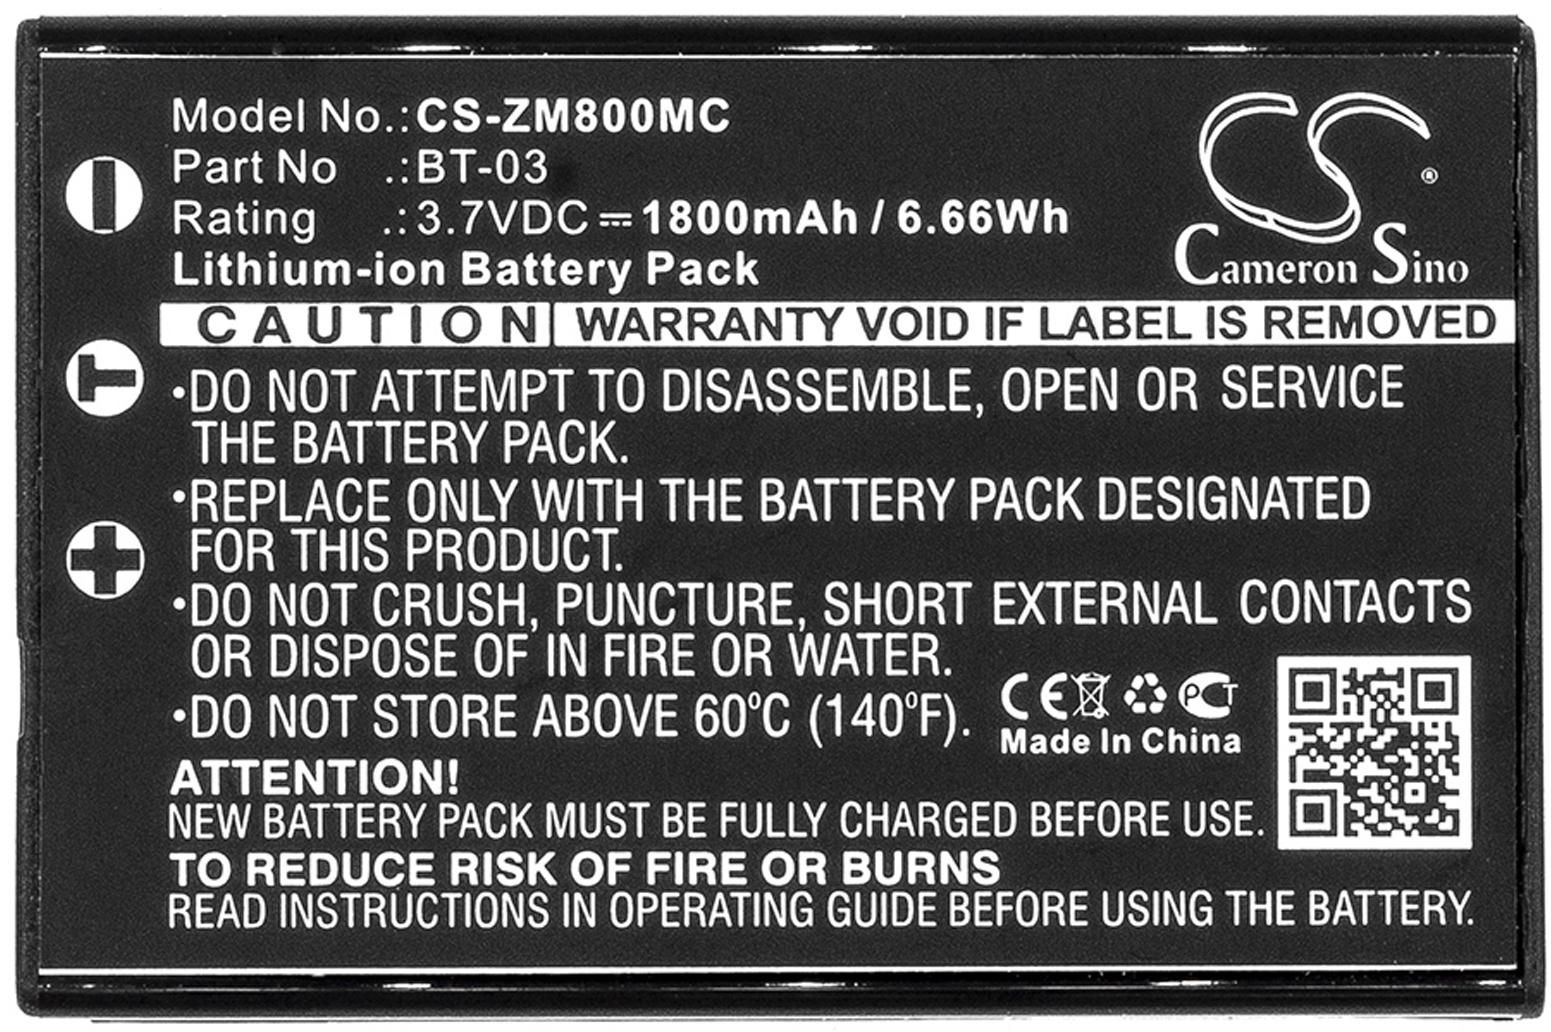 Model No.:CS-ZM800MC
Part No .:BT-03
Rating .:3.7VDC⎓1800mAh / 6.66Wh
Lithium-ion Battery Pack
CS®
Cameron Sino
CAUTION WARRANTY VOID IF LABEL IS REMOVED
T
•DO NOT ATTEMPT TO DISASSEMBLE, OPEN OR SERVICE
THE BATTERY PACK.
•REPLACE ONLY WITH THE BATTERY PACK DESIGNATED
FOR THIS PRODUCT.
•DO NOT CRUSH, PUNCTURE, SHORT EXTERNAL CONTACTS
OR DISPOSE OF IN FIRE OR WATER.
•DO NOT STORE ABOVE 60°C (140°F).
CE PCT
Made In China
ATTENTION!
NEW BATTERY PACK MUST BE FULLY CHARGED BEFORE USE.
TO REDUCE RISK OF FIRE OR BURNS
READ INSTRUCTIONS IN OPERATING GUIDE BEFORE USING THE BATTERY.